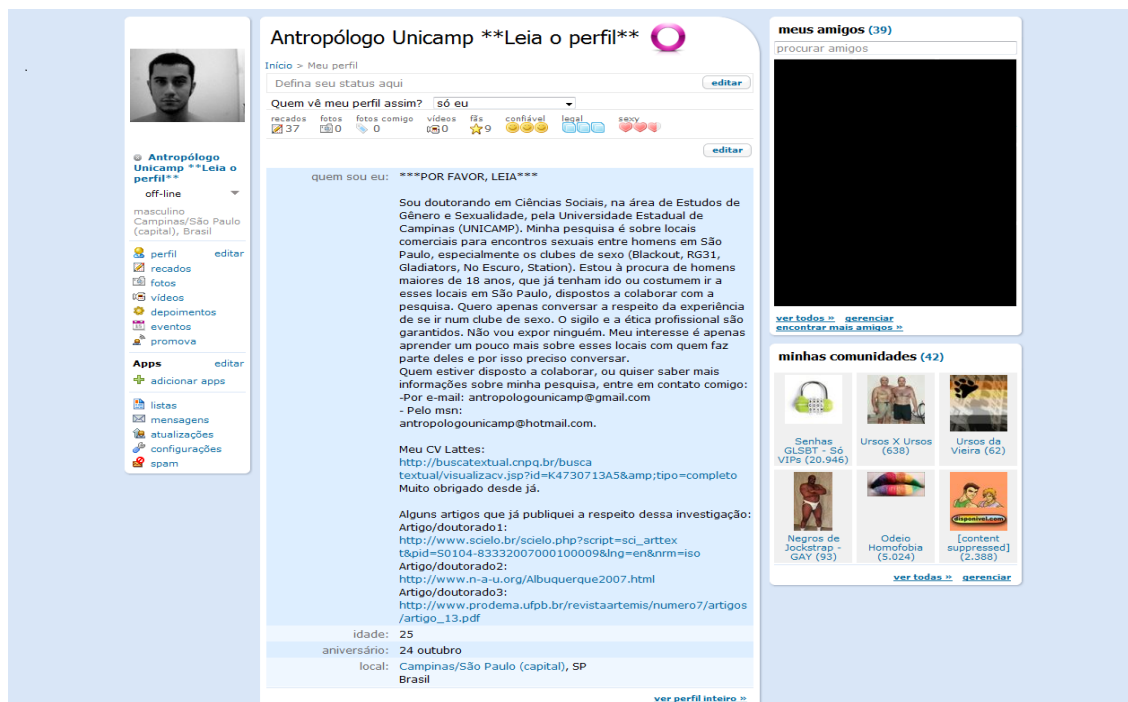 Antropólogo Unicamp **Leia o perfil**
Início > Meu perfil
Defina seu status aqui
editar
Quem vê meu perfil assim? só eu
recados fotos fotos comigo vídeos fãs confiável legal sexy
37 0 0 0 9
editar
Antropólogo
Unicamp **Leia o
perfil**
off-line
masculino
Campinas/São Paulo
(capital), Brasil
perfil editar
recados
fotos
vídeos
depoimentos
eventos
promova
Apps editar
adicionar apps
listas
mensagens
atualizações
configurações
spam
quem sou eu: ***POR FAVOR, LEIA***
Sou doutorando em Ciências Sociais, na área de Estudos de
Gênero e Sexualidade, pela Universidade Estadual de
Campinas (UNICAMP). Minha pesquisa é sobre locais
comerciais para encontros sexuais entre homens em São
Paulo, especialmente os clubes de sexo (Blackout, RG31,
Gladiators, No Escuro, Station). Estou à procura de homens
maiores de 18 anos, que já tenham ido ou costumem ir a
esses locais em São Paulo, dispostos a colaborar com a
pesquisa. Quero apenas conversar a respeito da experiência
de se ir num clube de sexo. O sigilo e a ética profissional são
garantidos. Não vou expor ninguém. Meu interesse é apenas
aprender um pouco mais sobre esses locais com quem faz
parte deles e por isso preciso conversar.
Quem estiver disposto a colaborar, ou quiser saber mais
informações sobre minha pesquisa, entre em contato comigo:
-Por e-mail: antropologounicamp@gmail.com
- Pelo msn:
antropologounicamp@hotmail.com.
Meu CV Lattes:
http://buscatextual.cnpq.br/busca
textual/visualizacv.jsp?id=K4730713A5&amp;tipo=completo
Muito obrigado desde já.
Alguns artigos que já publiquei a respeito dessa investigação:
Artigo/doutorado1:
http://www.scielo.br/scielo.php?script=sci_arttex
t&pid=S0104-83332007000100009&lng=en&nrm=iso
Artigo/doutorado2:
http://www.n-a-u.org/Albuquerque2007.html
Artigo/doutorado3:
http://www.prodema.ufpb.br/revistaartemis/numero7/artigos
/artigo_13.pdf
idade: 25
aniversário: 24 outubro
local: Campinas/São Paulo (capital), SP
Brasil
ver perfil inteiro »
meus amigos (39)
procurar amigos
ver todos » gerenciar
encontrar mais amigos »
minhas comunidades (42)
Senhas
GLSBT - Só
VIPs (20.946)
Ursos X Ursos
(638)
Ursos da
Vieira (62)
disponivel.com
Negros de
Jockstrap -
GAY (93)
Odeio
Homofobia
(5.024)
[content
suppressed]
(2.388)
ver todas » gerenciar